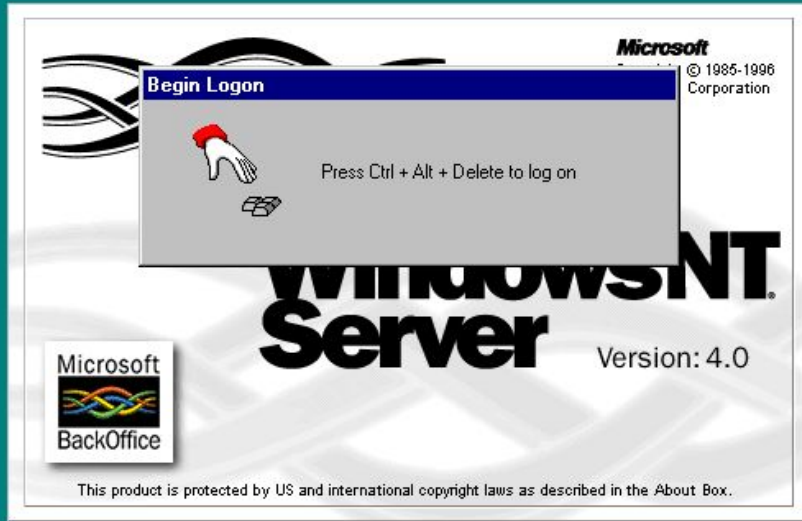 Microsoft
© 1985-1996
Corporation
Begin Logon
Press Ctrl + Alt + Delete to log on
WindowsNT
Server
Version: 4.0
Microsoft
BackOffice
This product is protected by US and international copyright laws as described in the About Box.